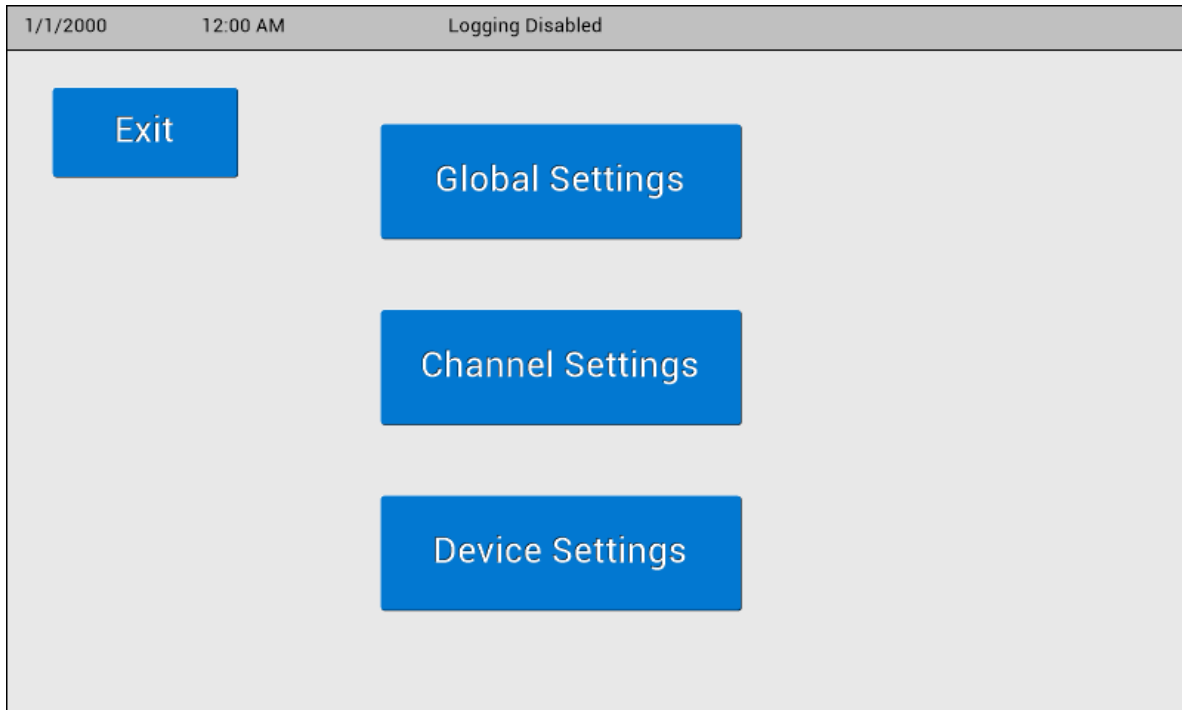 1/1/2000 12:00 AM Logging Disabled
Exit
Global Settings
Channel Settings
Device Settings